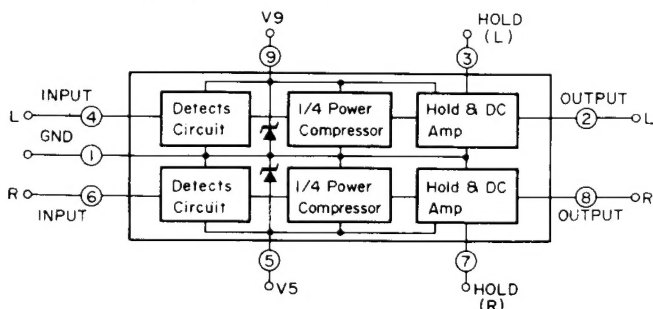 V9
HOLD
(L)
9
3
INPUT
L
4
Detects
Circuit
1/4 Power
Compressor
Hold & DC
Amp
OUTPUT
2
L
GND
1
R
6
INPUT
Detects
Circuit
1/4 Power
Compressor
Hold & DC
Amp
8
R
OUTPUT
5
7
V5
HOLD
(R)